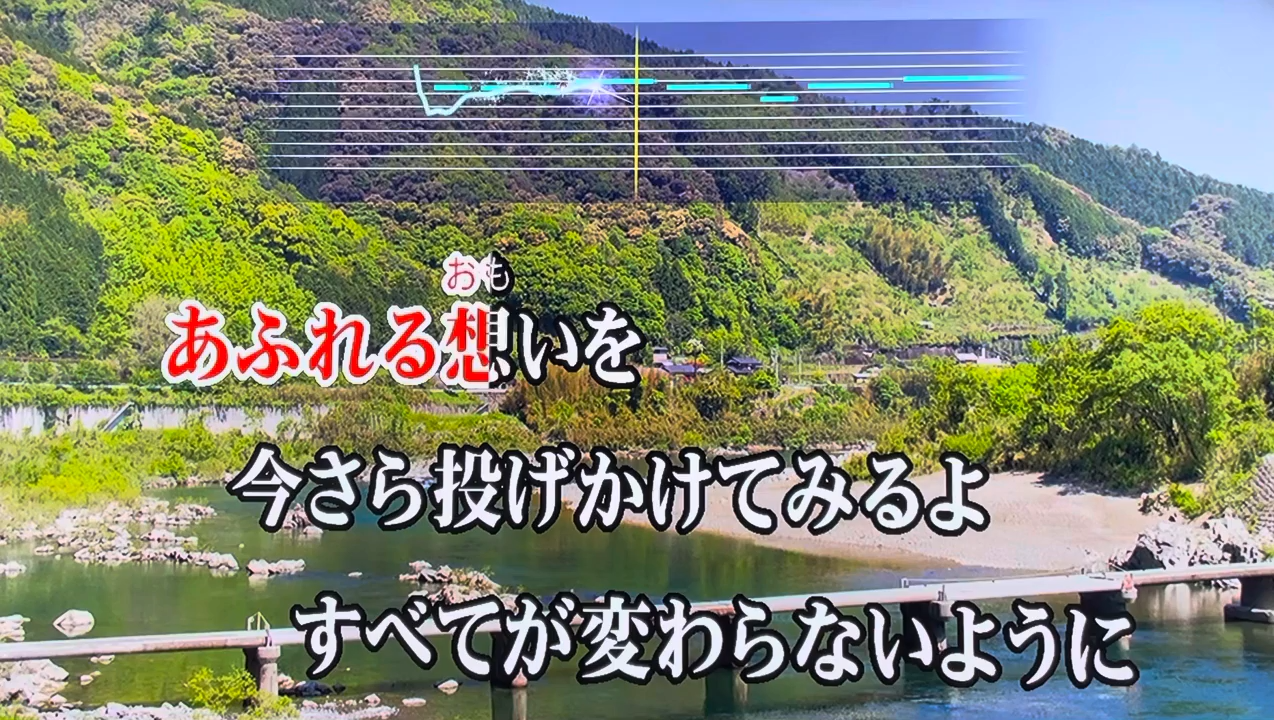 おも
あふれる想いを
今さら投げかけてみるよ
すべてが変わらないように